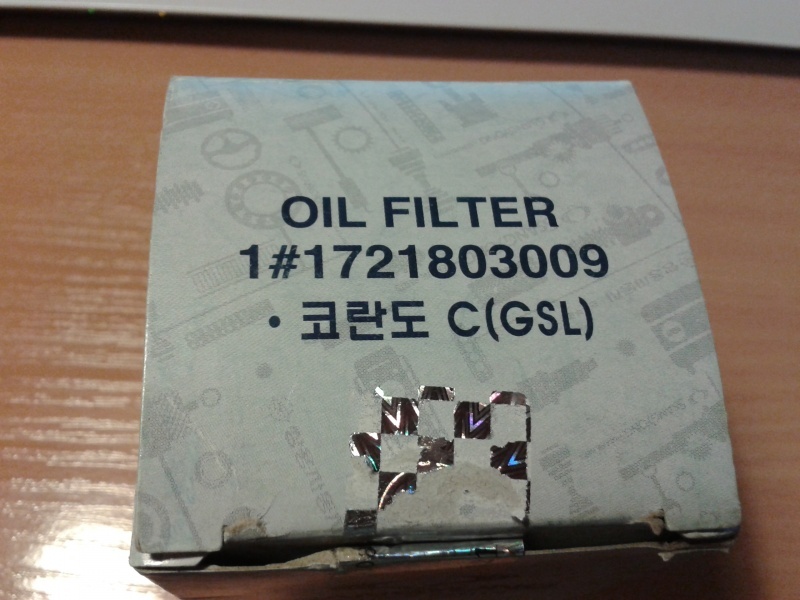 OIL FILTER
1#1721803009
• 코란도 C(GSL)